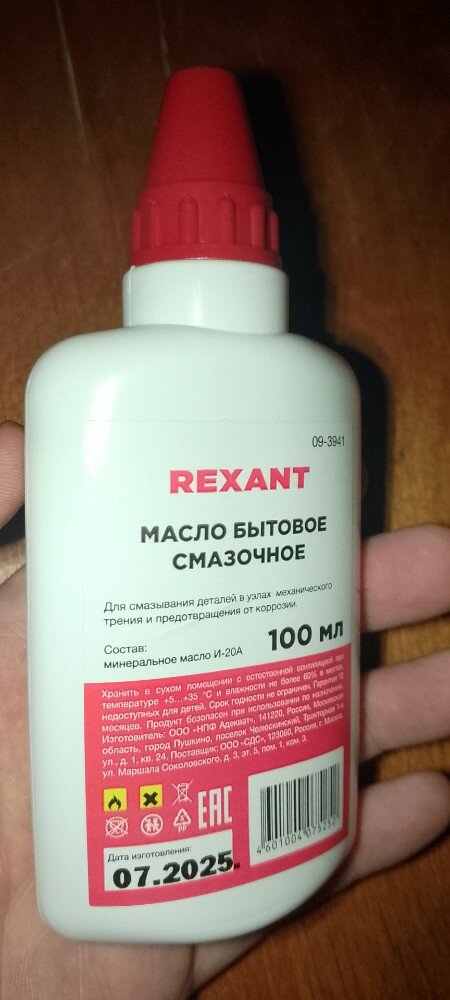 09-3941
REXANT
МАСЛО БЫТОВОЕ
СМАЗОЧНОЕ
Для смазывания деталей в узлах механического
трения и предотвращения от коррозии.
Состав:
минеральное масло И-20А
100 мл
Хранить в сухом помещении с естественной вентиляцией при
температуре +5...+35 °C и влажности не более 80% в местах,
недоступных для детей. Срок годности не ограничен. Гарантия 12
месяцев. Продукт безопасен при использовании по назначению.
Изготовитель: ООО «НПФ Адекват», 141220, Россия, Московская
область, город Пушкино, поселок Челюскинский, Тракторная 1-я
ул., д. 1, кв. 24. Поставщик: ООО «СДС», 123060, Россия, г. Москва,
ул. Маршала Соколовского, д. 3, эт. 5, пом. 1, ком. 3.
EAC
PP
Дата изготовления:
07.2025.